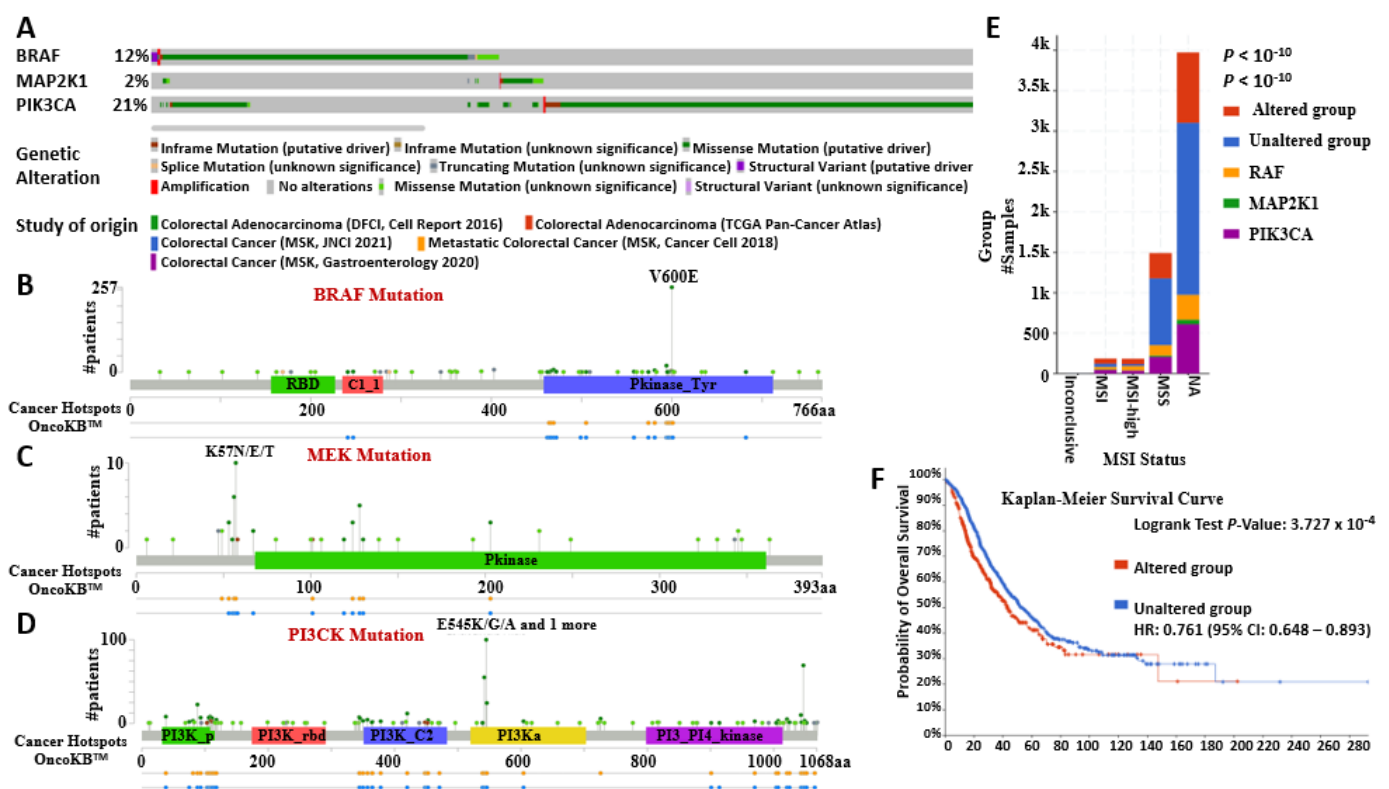 A
BRAF 12%
MAP2K1 2%
PIK3CA 21%
Genetic Alteration
Inframe Mutation (putative driver) Inframe Mutation (unknown significance) Missense Mutation (putative driver)
Splice Mutation (unknown significance) Truncating Mutation (unknown significance) Structural Variant (putative driver
Amplification No alterations Missense Mutation (unknown significance) Structural Variant (unknown significance)
Study of origin
Colorectal Adenocarcinoma (DFCI, Cell Report 2016) Colorectal Adenocarcinoma (TCGA Pan-Cancer Atlas)
Colorectal Cancer (MSK, JNCI 2021) Metastatic Colorectal Cancer (MSK, Cancer Cell 2018)
Colorectal Cancer (MSK, Gastroenterology 2020)
B
BRAF Mutation
V600E
257
#patients
0
RBD C1_1 Pkinase_Tyr
0 200 400 600 766aa
Cancer Hotspots
OncoKB™
C
K57N/E/T
MEK Mutation
10
#patients
0
Pkinase
0 100 200 300 393aa
Cancer Hotspots
OncoKB™
D
PI3CK Mutation
E545K/G/A and 1 more
100
#patients
0
PI3K_p PI3K_rbd PI3K_C2 PI3Ka PI3_PI4_kinase
0 200 400 600 800 1000 1068aa
Cancer Hotspots
OncoKB™
E
4k
3.5k
3k
2.5k
2k
1.5k
1k
500
0
Group
#Samples
Inconclusive
MSI
MSI-high
MSS
NA
MSI Status
P < 10-10
P < 10-10
Altered group
Unaltered group
RAF
MAP2K1
PIK3CA
F
Kaplan-Meier Survival Curve
Logrank Test P-Value: 3.727 x 10-4
Altered group
Unaltered group
HR: 0.761 (95% CI: 0.648 – 0.893)
Probability of Overall Survival
100%
90%
80%
70%
60%
50%
40%
30%
20%
10%
0%
0 20 40 60 80 100 120 140 160 180 200 220 240 260 280